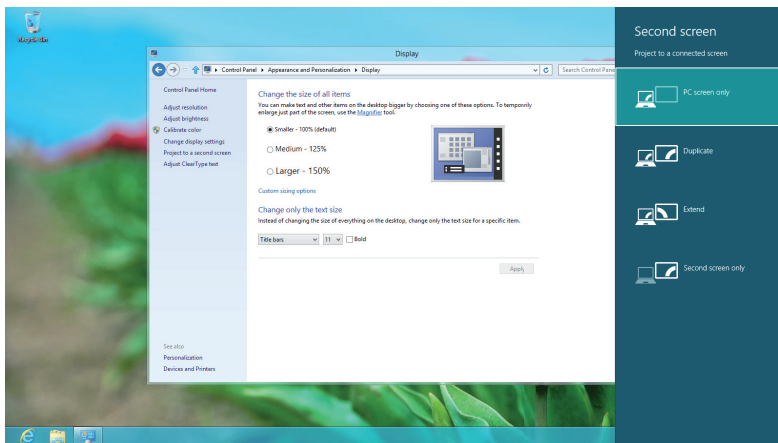 Recycle Bin
Display
Control Panel ▸ Appearance and Personalization ▸ Display
Search Control Pane
Control Panel Home
Adjust resolution
Adjust brightness
Calibrate color
Change display settings
Project to a second screen
Adjust ClearType text
See also
Personalization
Devices and Printers
Change the size of all items
You can make text and other items on the desktop bigger by choosing one of these options. To temporarily
enlarge just part of the screen, use the Magnifier tool.
Smaller - 100% (default)
Medium - 125%
Larger - 150%
Custom sizing options
Change only the text size
Instead of changing the size of everything on the desktop, change only the text size for a specific item.
Title bars 11 Bold
Apply
Second screen
Project to a connected screen
PC screen only
Duplicate
Extend
Second screen only